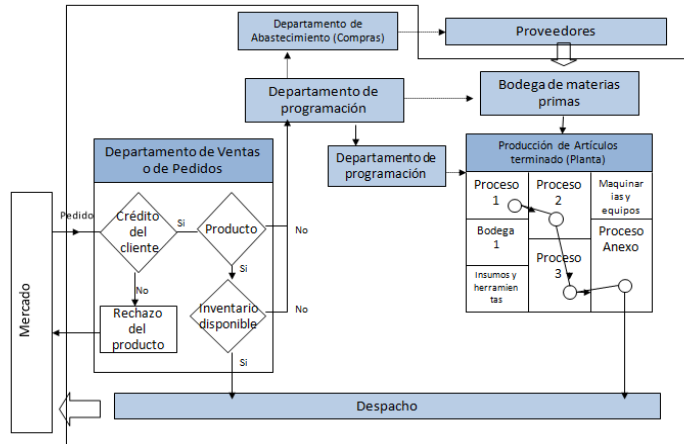 Departamento de
Abastecimiento (Compras)
Proveedores
Departamento de
programación
Bodega de materias
primas
Departamento de Ventas
o de Pedidos
Departamento de
programación
Producción de Artículos
terminado (Planta)
Mercado
Pedido
Crédito
del
cliente
Si
Producto
No
Si
No
Rechazo
del
producto
Inventario
disponible
No
Si
Proceso
1
Proceso
2
Maquinar
ias y
equipos
Bodega
1
Proceso
3
Proceso
Anexo
Insumos y
herramien
tas
Despacho